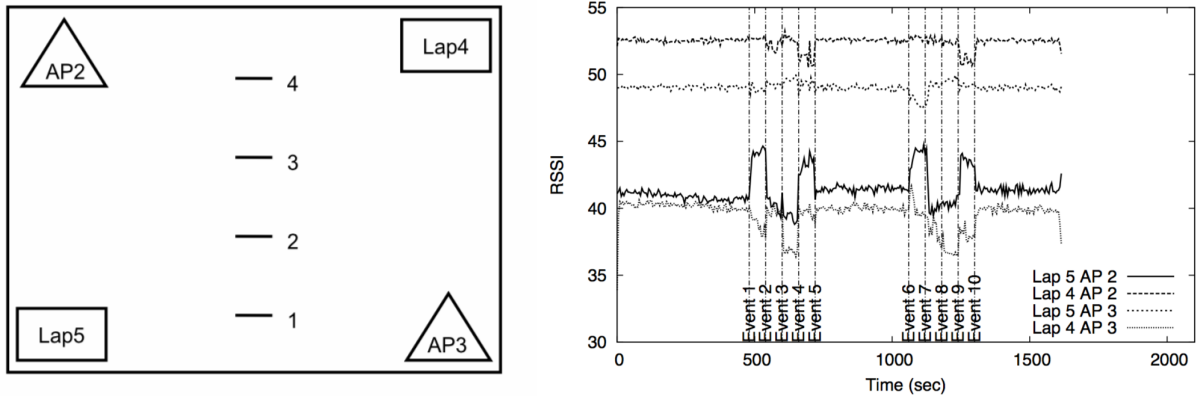 AP2
Lap4
4
3
2
1
Lap5
AP3
55
50
45
40
35
30
RSSI
Event 1
Event 2
Event 3
Event 4
Event 5
Event 6
Event 7
Event 8
Event 9
Event 10
Lap 5 AP 2
Lap 4 AP 2
Lap 5 AP 3
Lap 4 AP 3
0 500 1000 1500 2000
Time (sec)